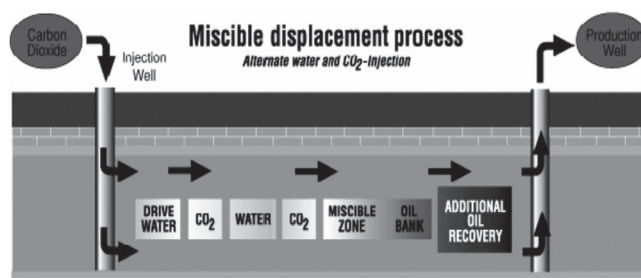 Carbon
Dioxide
Injection
Well
Miscible displacement process
Alternate water and CO₂-Injection
Production
Well
DRIVE
WATER
CO₂
WATER
CO₂
MISCIBLE
ZONE
OIL
BANK
ADDITIONAL
OIL
RECOVERY